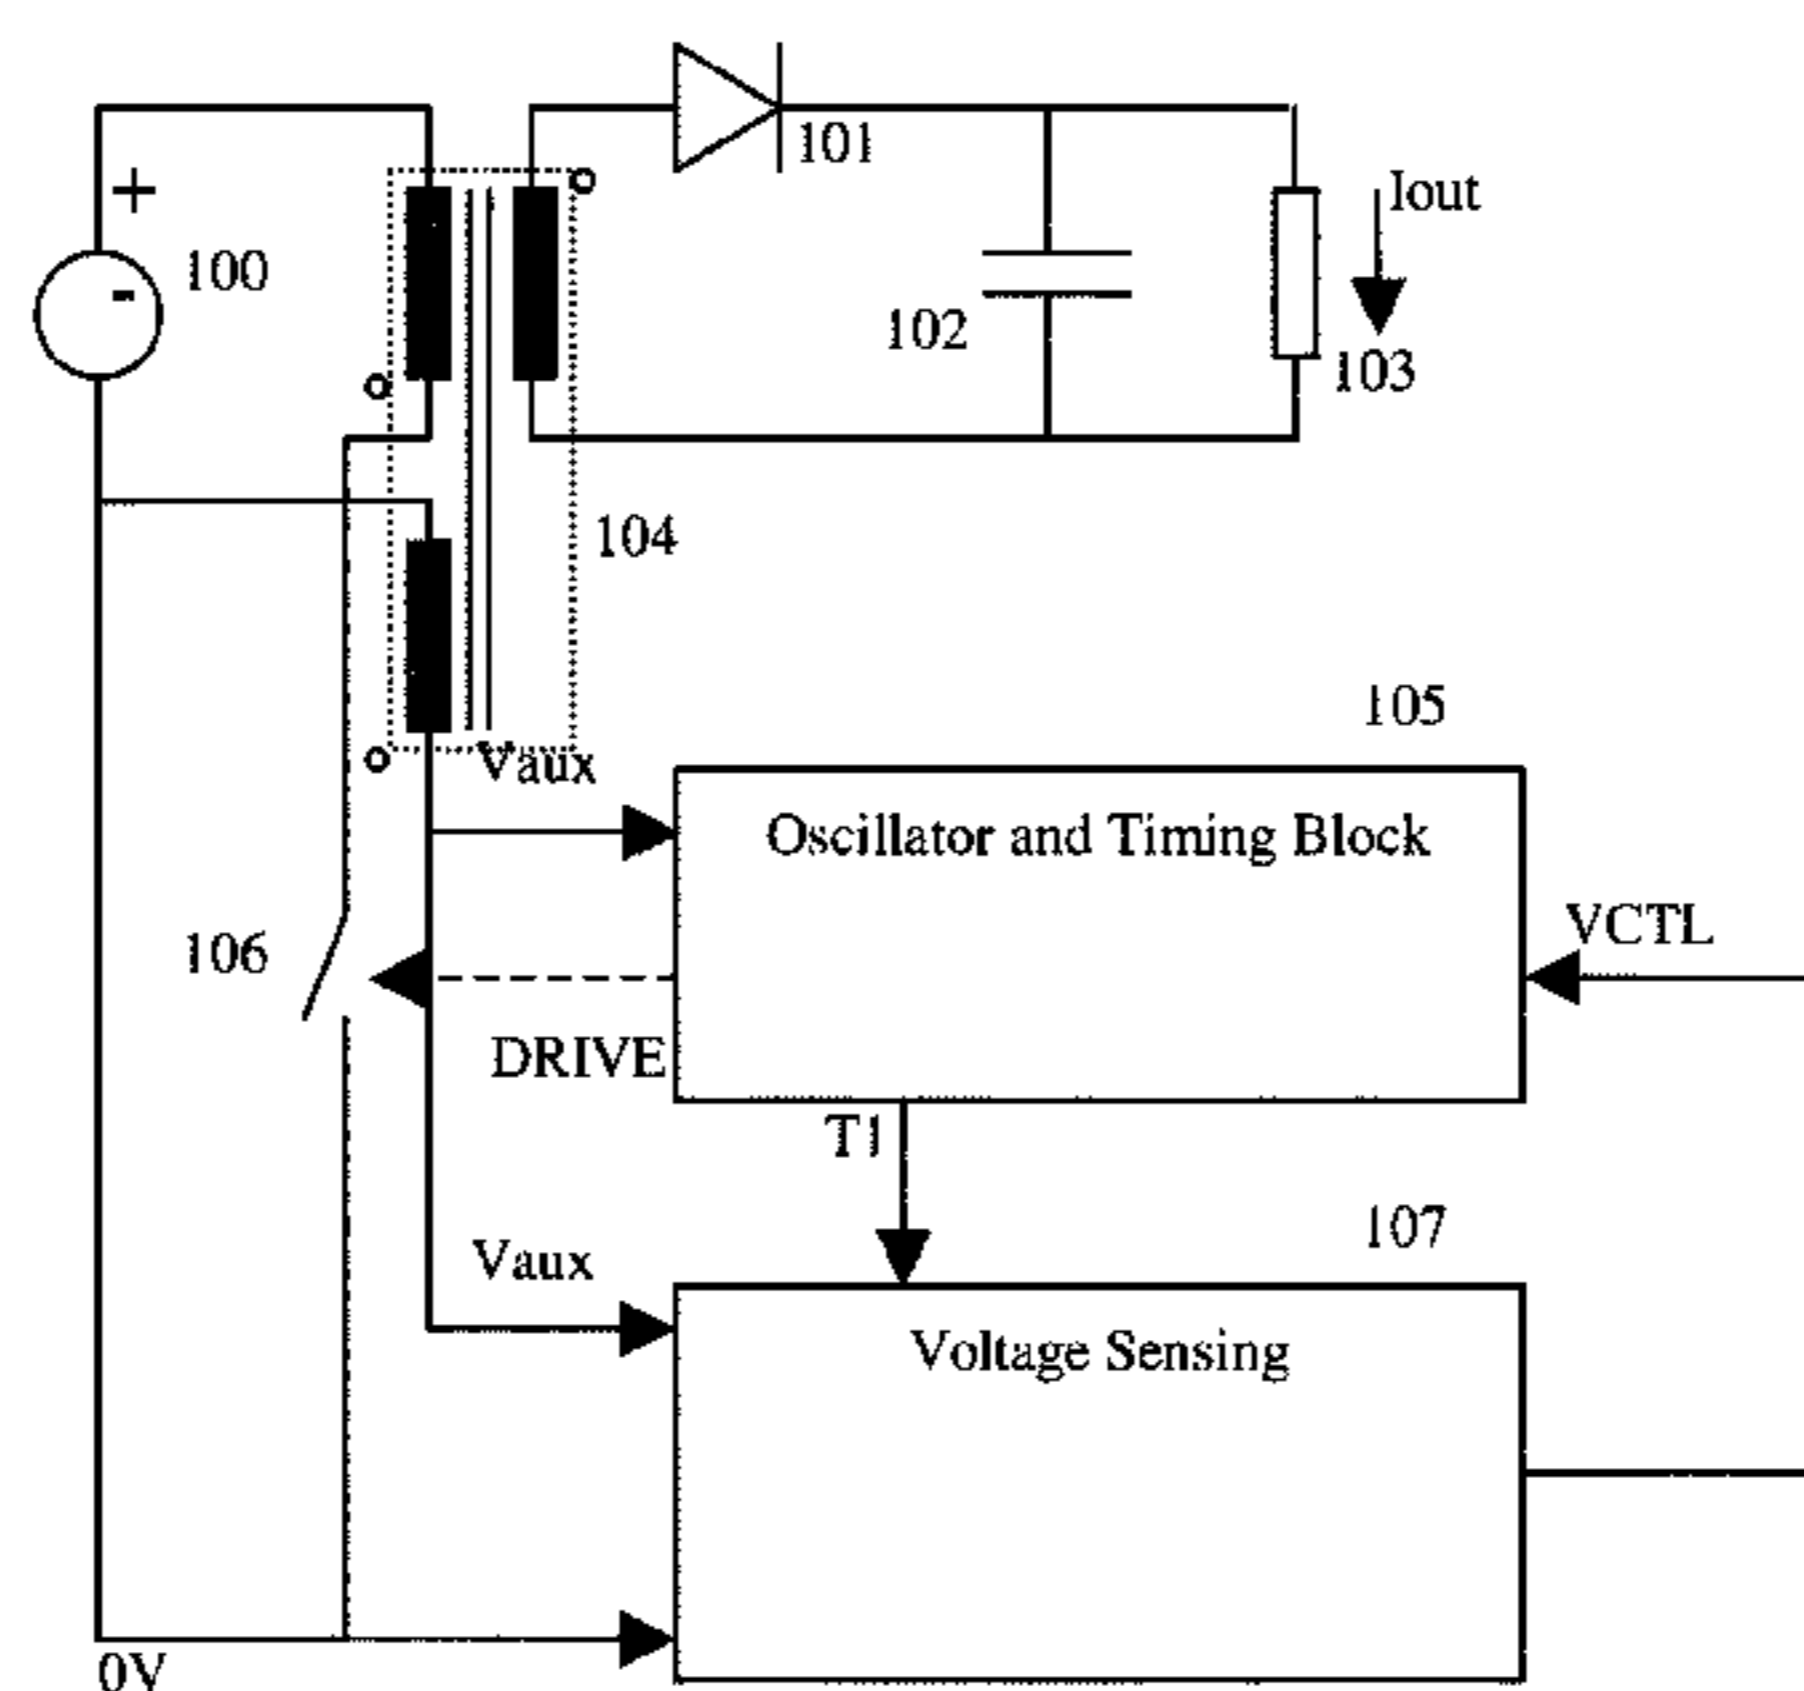 101
+
Iout
100
-
102
103
104
105
Vaux
Oscillator and Timing Block
VCTL
106
DRIVE
T1
107
Vaux
Voltage Sensing
0V